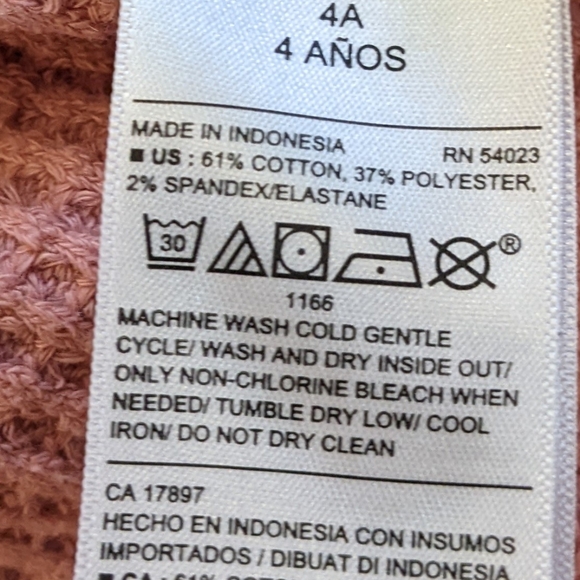 4A
4 AÑOS
MADE IN INDONESIA RN 54023
■ US : 61% COTTON, 37% POLYESTER,
2% SPANDEX/ELASTANE
30 ®
1166
MACHINE WASH COLD GENTLE
CYCLE/ WASH AND DRY INSIDE OUT/
ONLY NON-CHLORINE BLEACH WHEN
NEEDED/ TUMBLE DRY LOW/ COOL
IRON/ DO NOT DRY CLEAN
CA 17897
HECHO EN INDONESIA CON INSUMOS
IMPORTADOS / DIBUAT DI INDONESIA
■ CA : 61%